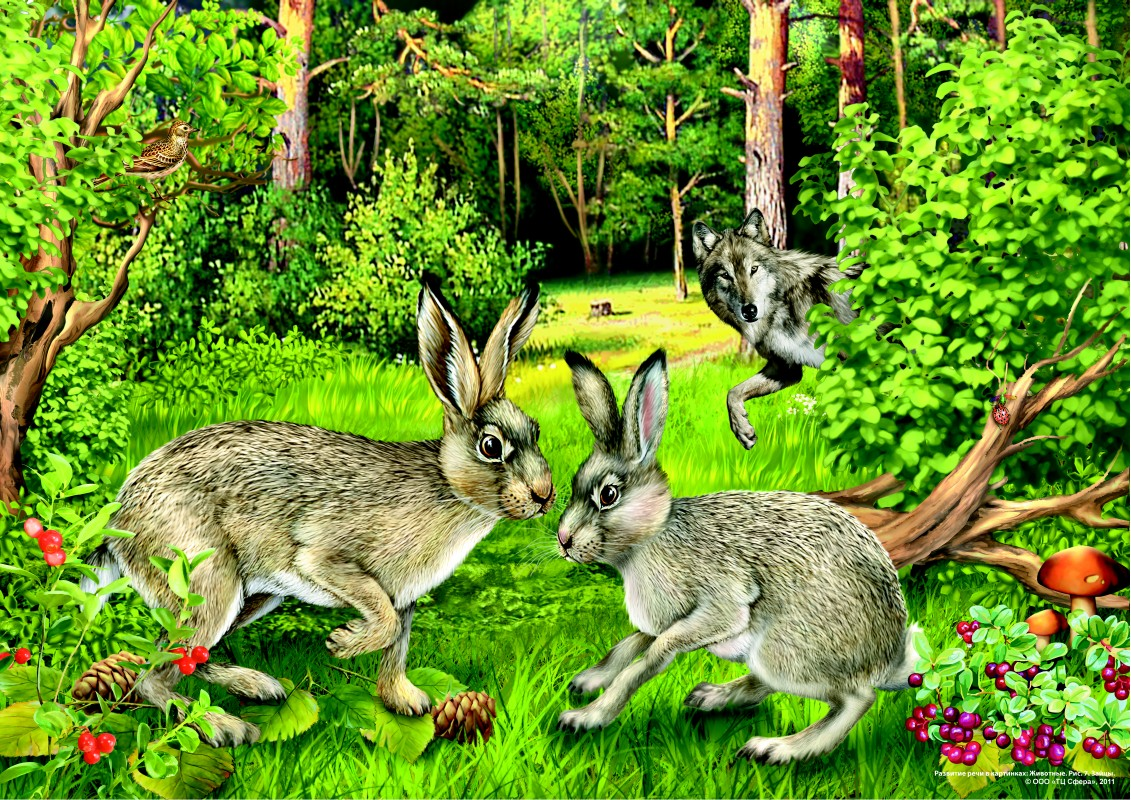 Развитие речи в картинках: Животные. Рис. 7. Зайцы.
© ООО «ТЦ Сфера», 2011